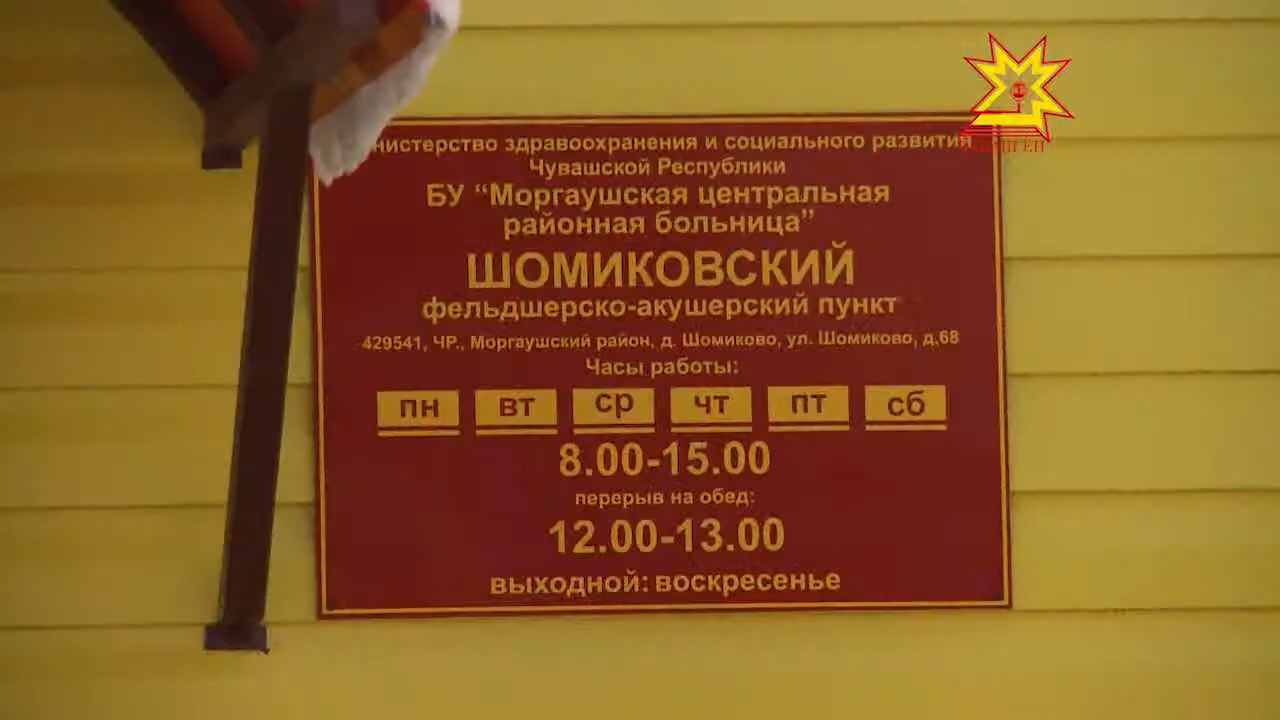 нистерство здравоохранения и социального развития
Чувашской Республики
БУ “Моргаушская центральная
районная больница”
ШОМИКОВСКИЙ
фельдшерско-акушерский пункт
429541, ЧР., Моргаушский район, д. Шомиково, ул. Шомиково, д.68
Часы работы:
пн вт ср чт пт сб
8.00-15.00
перерыв на обед:
12.00-13.00
выходной: воскресенье